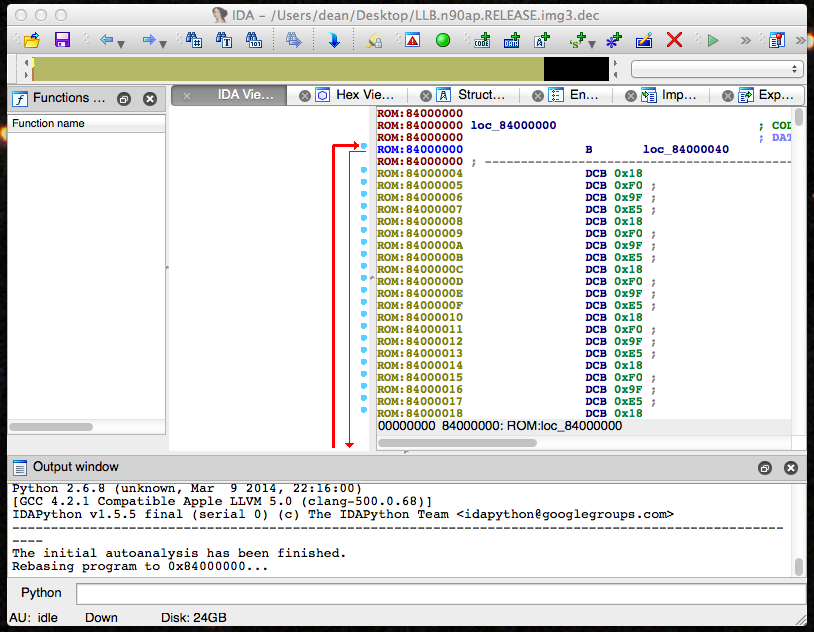 IDA – /Users/dean/Desktop/LLB.n90ap.RELEASE.img3.dec
Functions ...
IDA Vie...
Hex Vie...
Struct...
En...
Imp...
Exp...
Function name
ROM:84000000
ROM:84000000 loc_84000000 ; COD
ROM:84000000 ; DAT
ROM:84000000 B loc_84000040
ROM:84000000 ; ----------------------------------------
ROM:84000004 DCB 0x18
ROM:84000005 DCB 0xF0 ;
ROM:84000006 DCB 0x9F ;
ROM:84000007 DCB 0xE5 ;
ROM:84000008 DCB 0x18
ROM:84000009 DCB 0xF0 ;
ROM:8400000A DCB 0x9F ;
ROM:8400000B DCB 0xE5 ;
ROM:8400000C DCB 0x18
ROM:8400000D DCB 0xF0 ;
ROM:8400000E DCB 0x9F ;
ROM:8400000F DCB 0xE5 ;
ROM:84000010 DCB 0x18
ROM:84000011 DCB 0xF0 ;
ROM:84000012 DCB 0x9F ;
ROM:84000013 DCB 0xE5 ;
ROM:84000014 DCB 0x18
ROM:84000015 DCB 0xF0 ;
ROM:84000016 DCB 0x9F ;
ROM:84000017 DCB 0xE5 ;
ROM:84000018 DCB 0x18
00000000 84000000: ROM:loc_84000000
Output window
Python 2.6.8 (unknown, Mar  9 2014, 22:16:00)
[GCC 4.2.1 Compatible Apple LLVM 5.0 (clang-500.0.68)]
IDAPython v1.5.5 final (serial 0) (c) The IDAPython Team <idapython@googlegroups.com>
----------------------------------------------------------------------------------------------------
----
The initial autoanalysis has been finished.
Rebasing program to 0x84000000...
Python
AU: idle Down Disk: 24GB